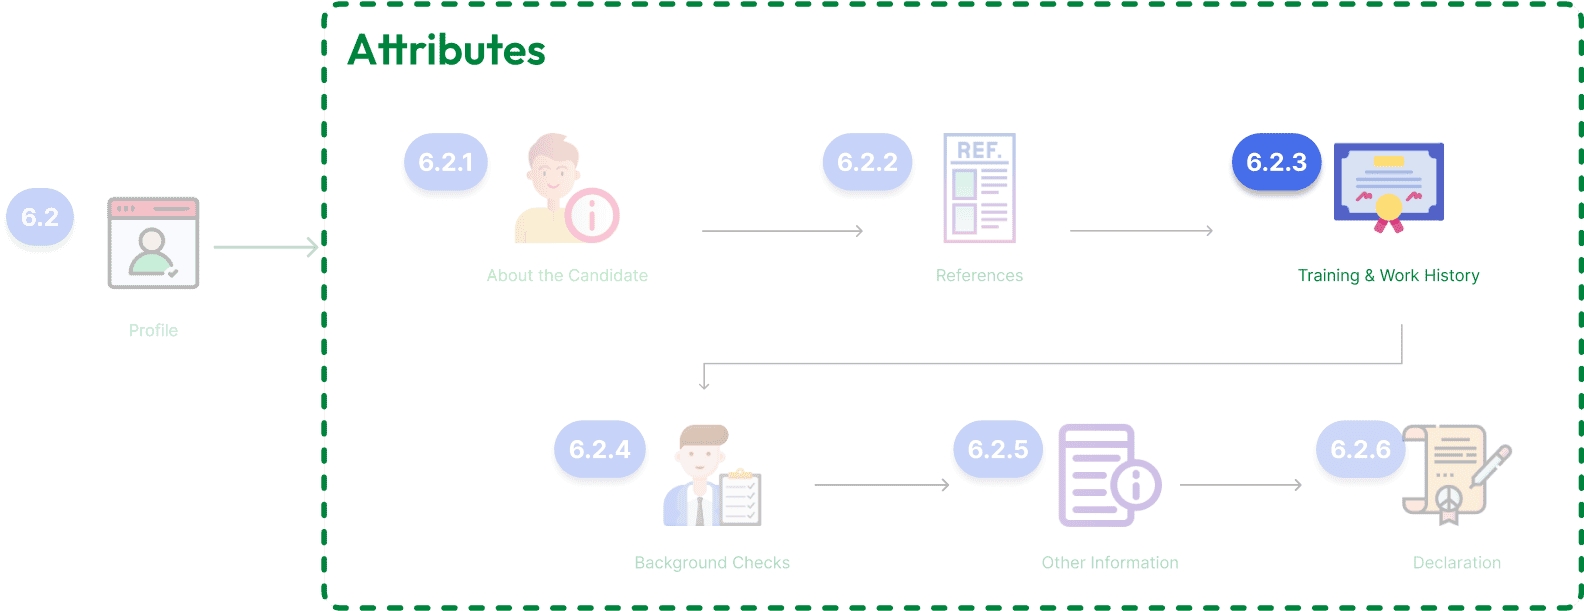 Attributes
6.2
Profile
6.2.1
About the Candidate
6.2.2
REF.
References
6.2.3
Training & Work History
6.2.4
Background Checks
6.2.5
Other Information
6.2.6
Declaration